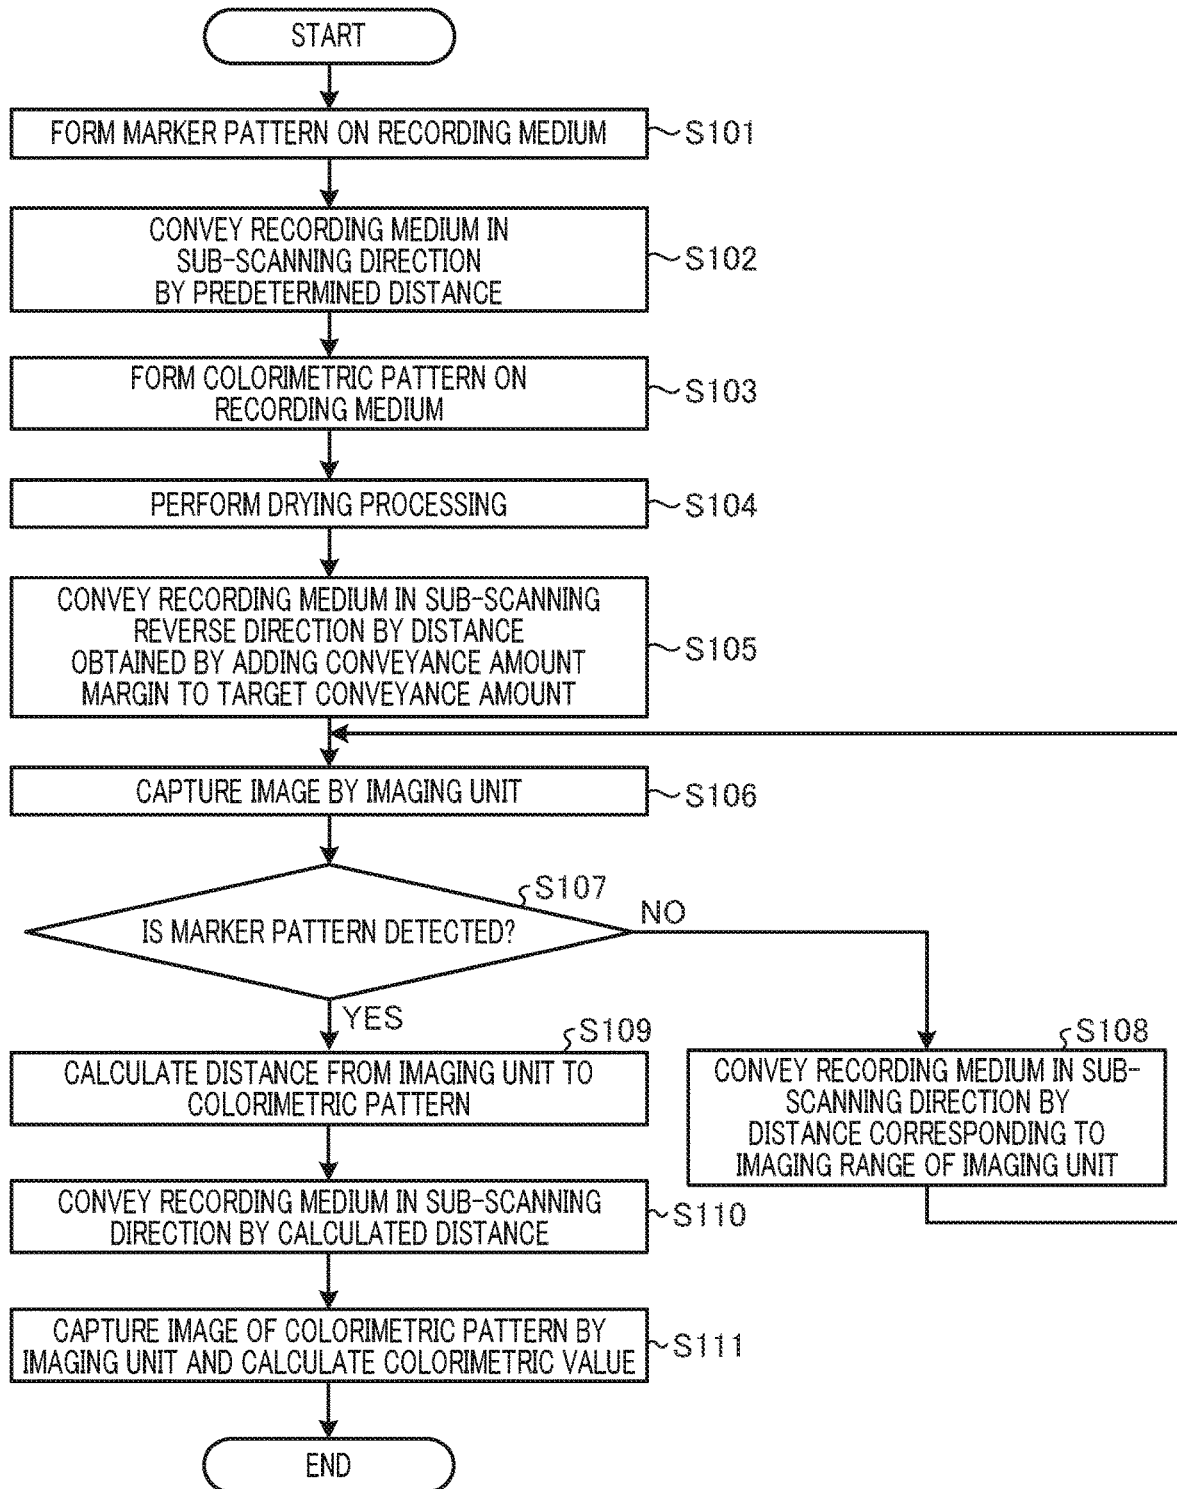 START
FORM MARKER PATTERN ON RECORDING MEDIUM
S101
CONVEY RECORDING MEDIUM IN
SUB-SCANNING DIRECTION
BY PREDETERMINED DISTANCE
S102
FORM COLORIMETRIC PATTERN ON
RECORDING MEDIUM
S103
PERFORM DRYING PROCESSING
S104
CONVEY RECORDING MEDIUM IN SUB-SCANNING
REVERSE DIRECTION BY DISTANCE
OBTAINED BY ADDING CONVEYANCE AMOUNT
MARGIN TO TARGET CONVEYANCE AMOUNT
S105
CAPTURE IMAGE BY IMAGING UNIT
S106
S107
IS MARKER PATTERN DETECTED?
NO
YES
S109
CALCULATE DISTANCE FROM IMAGING UNIT TO
COLORIMETRIC PATTERN
S108
CONVEY RECORDING MEDIUM IN SUB-
SCANNING DIRECTION BY
DISTANCE CORRESPONDING TO
IMAGING RANGE OF IMAGING UNIT
CONVEY RECORDING MEDIUM IN SUB-SCANNING
DIRECTION BY CALCULATED DISTANCE
S110
CAPTURE IMAGE OF COLORIMETRIC PATTERN BY
IMAGING UNIT AND CALCULATE COLORIMETRIC VALUE
S111
END